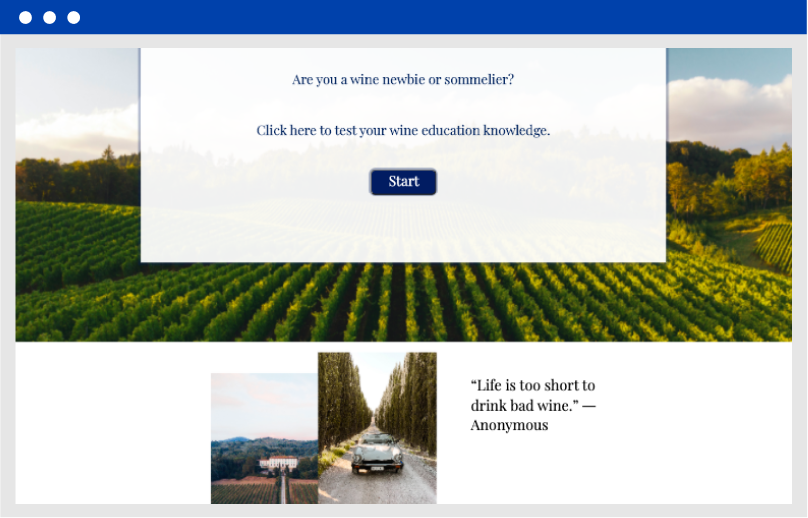 Are you a wine newbie or sommelier?
Click here to test your wine education knowledge.
Start
“Life is too short to
drink bad wine.” —
Anonymous